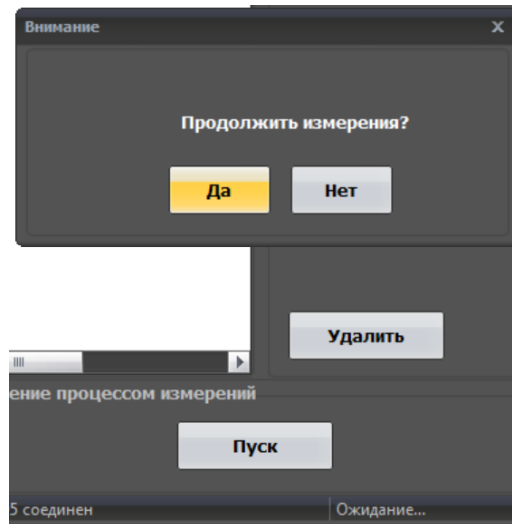 Внимание
Продолжить измерения?
Да Нет
Удалить
ение процессом измерений
Пуск
5 соединен Ожидание...